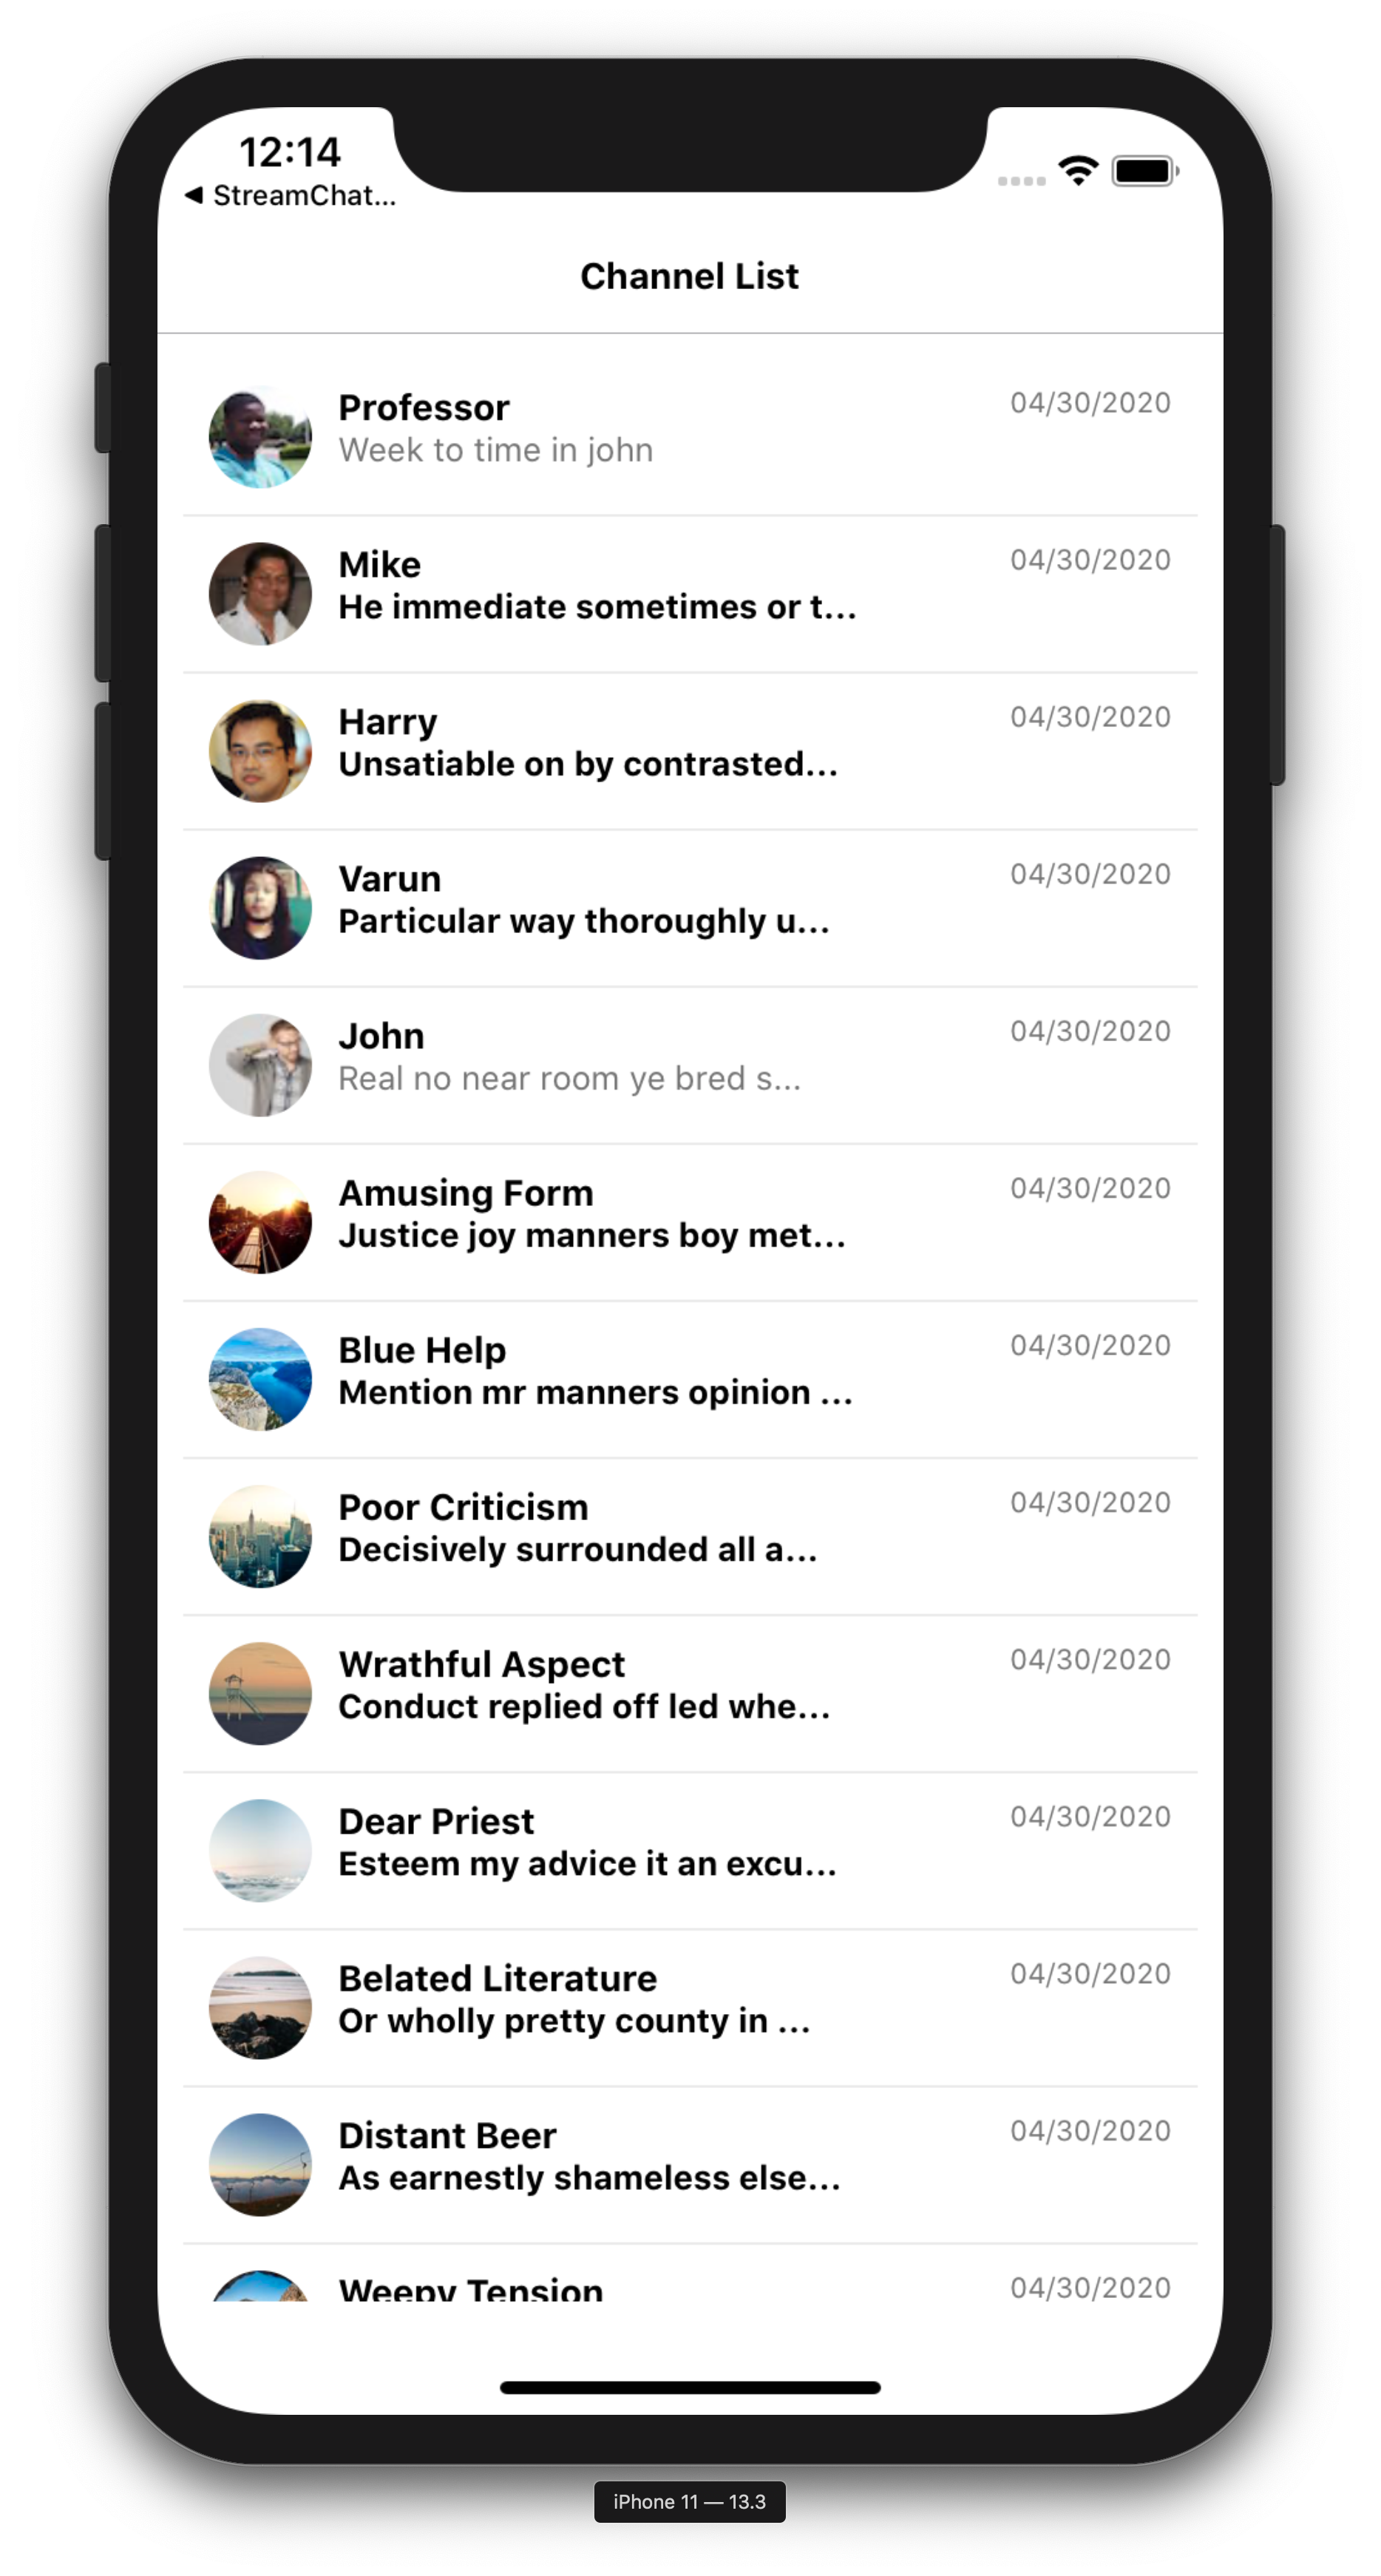 12:14
◀ StreamChat...
Channel List
Professor
04/30/2020
Week to time in john
Mike
04/30/2020
He immediate sometimes or t...
Harry
04/30/2020
Unsatiable on by contrasted...
Varun
04/30/2020
Particular way thoroughly u...
John
04/30/2020
Real no near room ye bred s...
Amusing Form
04/30/2020
Justice joy manners boy met...
Blue Help
04/30/2020
Mention mr manners opinion ...
Poor Criticism
04/30/2020
Decisively surrounded all a...
Wrathful Aspect
04/30/2020
Conduct replied off led whe...
Dear Priest
04/30/2020
Esteem my advice it an excu...
Belated Literature
04/30/2020
Or wholly pretty county in ...
Distant Beer
04/30/2020
As earnestly shameless else...
Weepy Tension
04/30/2020
iPhone 11 — 13.3